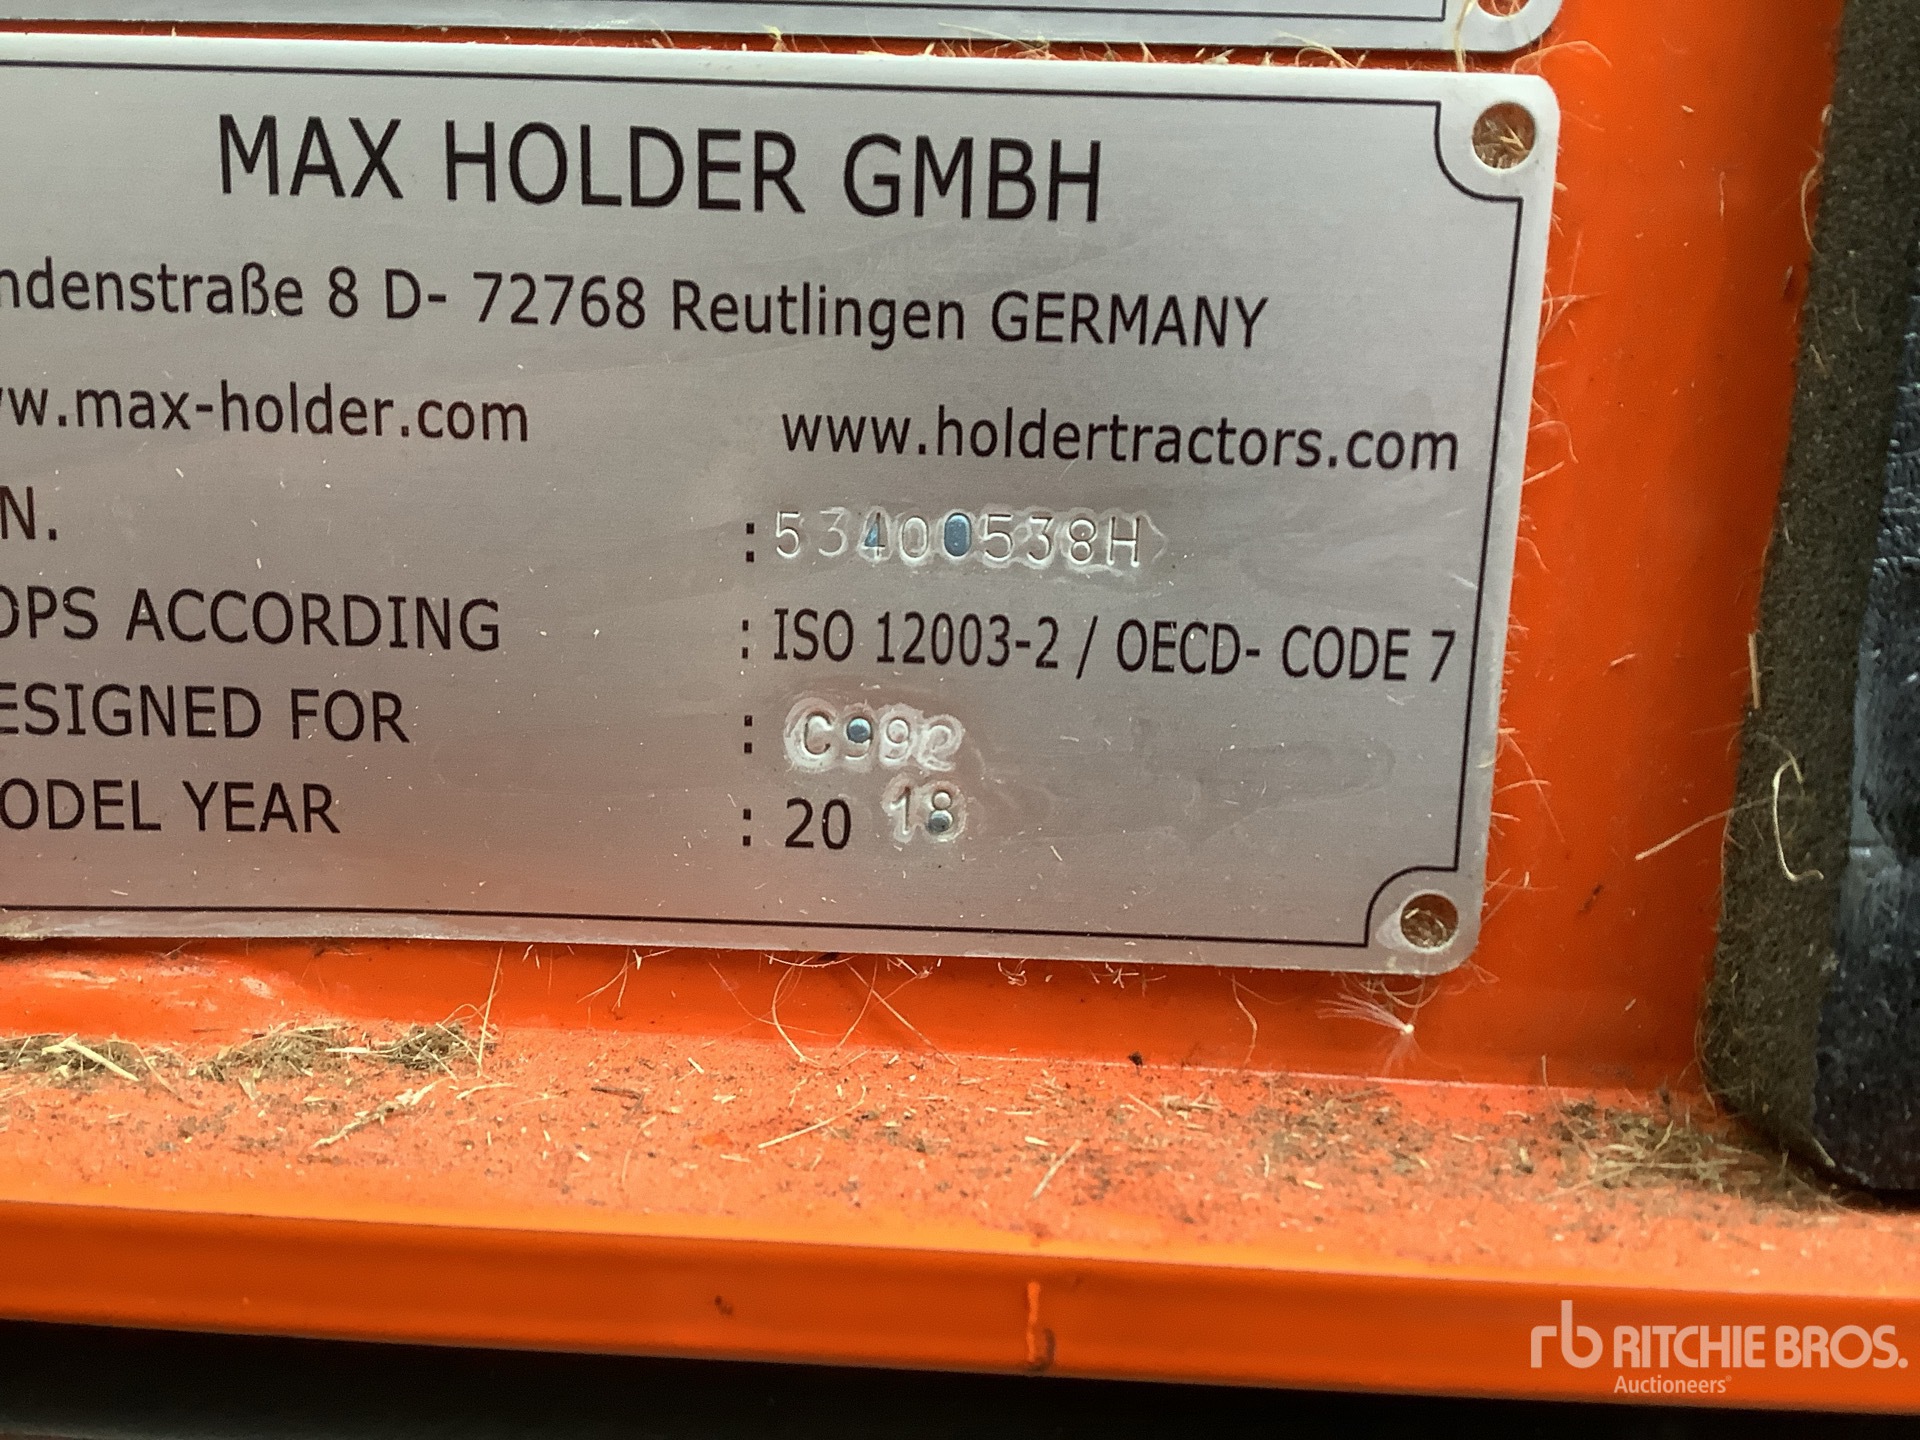 MAX HOLDER GMBH
ndenstraße 8 D- 72768 Reutlingen GERMANY
w.max-holder.com www.holdertractors.com
N. : 53400538H
OPS ACCORDING : ISO 12003-2 / OECD- CODE 7
ESIGNED FOR : C992
ODEL YEAR : 20 18
rb RITCHIE BROS.
Auctioneers